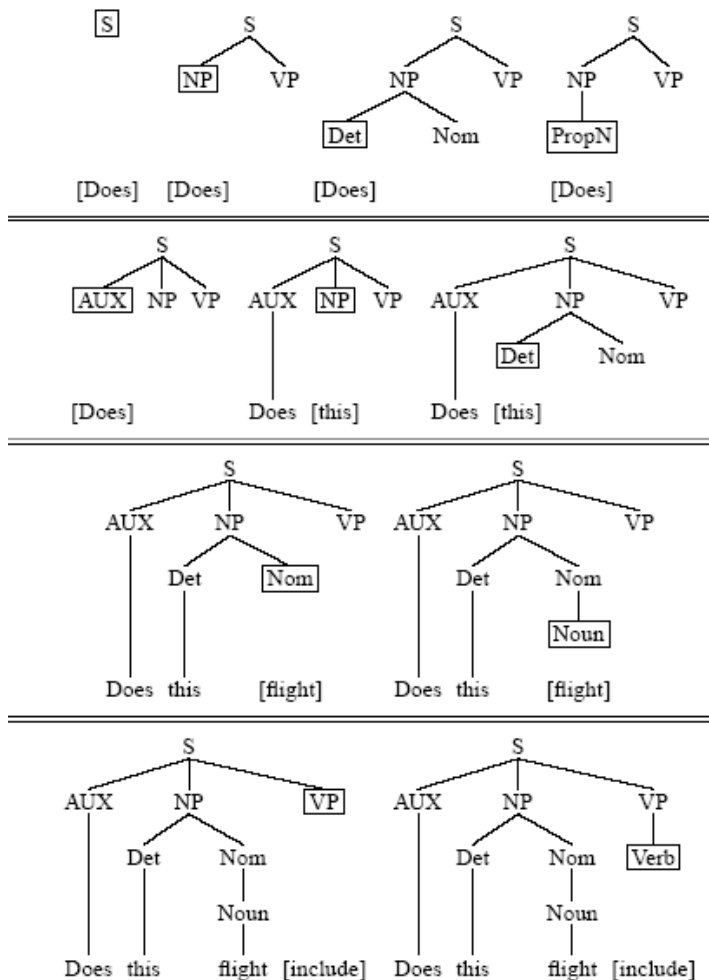 S S S S
NP VP NP VP NP VP
Det Nom PropN
[Does] [Does] [Does] [Does]
S S S
AUX NP VP AUX NP VP AUX NP VP
Det Nom
[Does] Does [this] Does [this]
S S
AUX NP VP AUX NP VP
Det Nom Det Nom
Noun
Does this [flight] Does this [flight]
S S
AUX NP VP AUX NP VP
Det Nom Det Nom Verb
Noun Noun
Does this flight [include] Does this flight [include]